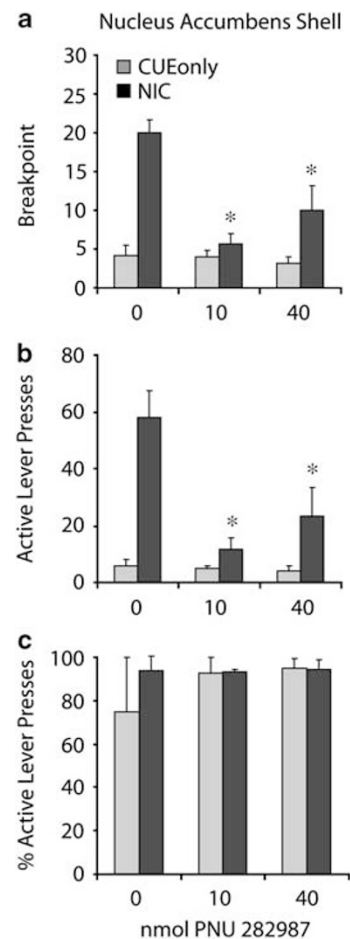 a Nucleus Accumbens Shell
CUEonly
NIC
Breakpoint
30
25
20
15
10
5
0
*
*
0 10 40
b
Active Lever Presses
80
60
40
20
0
*
*
0 10 40
c
% Active Lever Presses
100
80
60
40
20
0
0 10 40
nmol PNU 282987